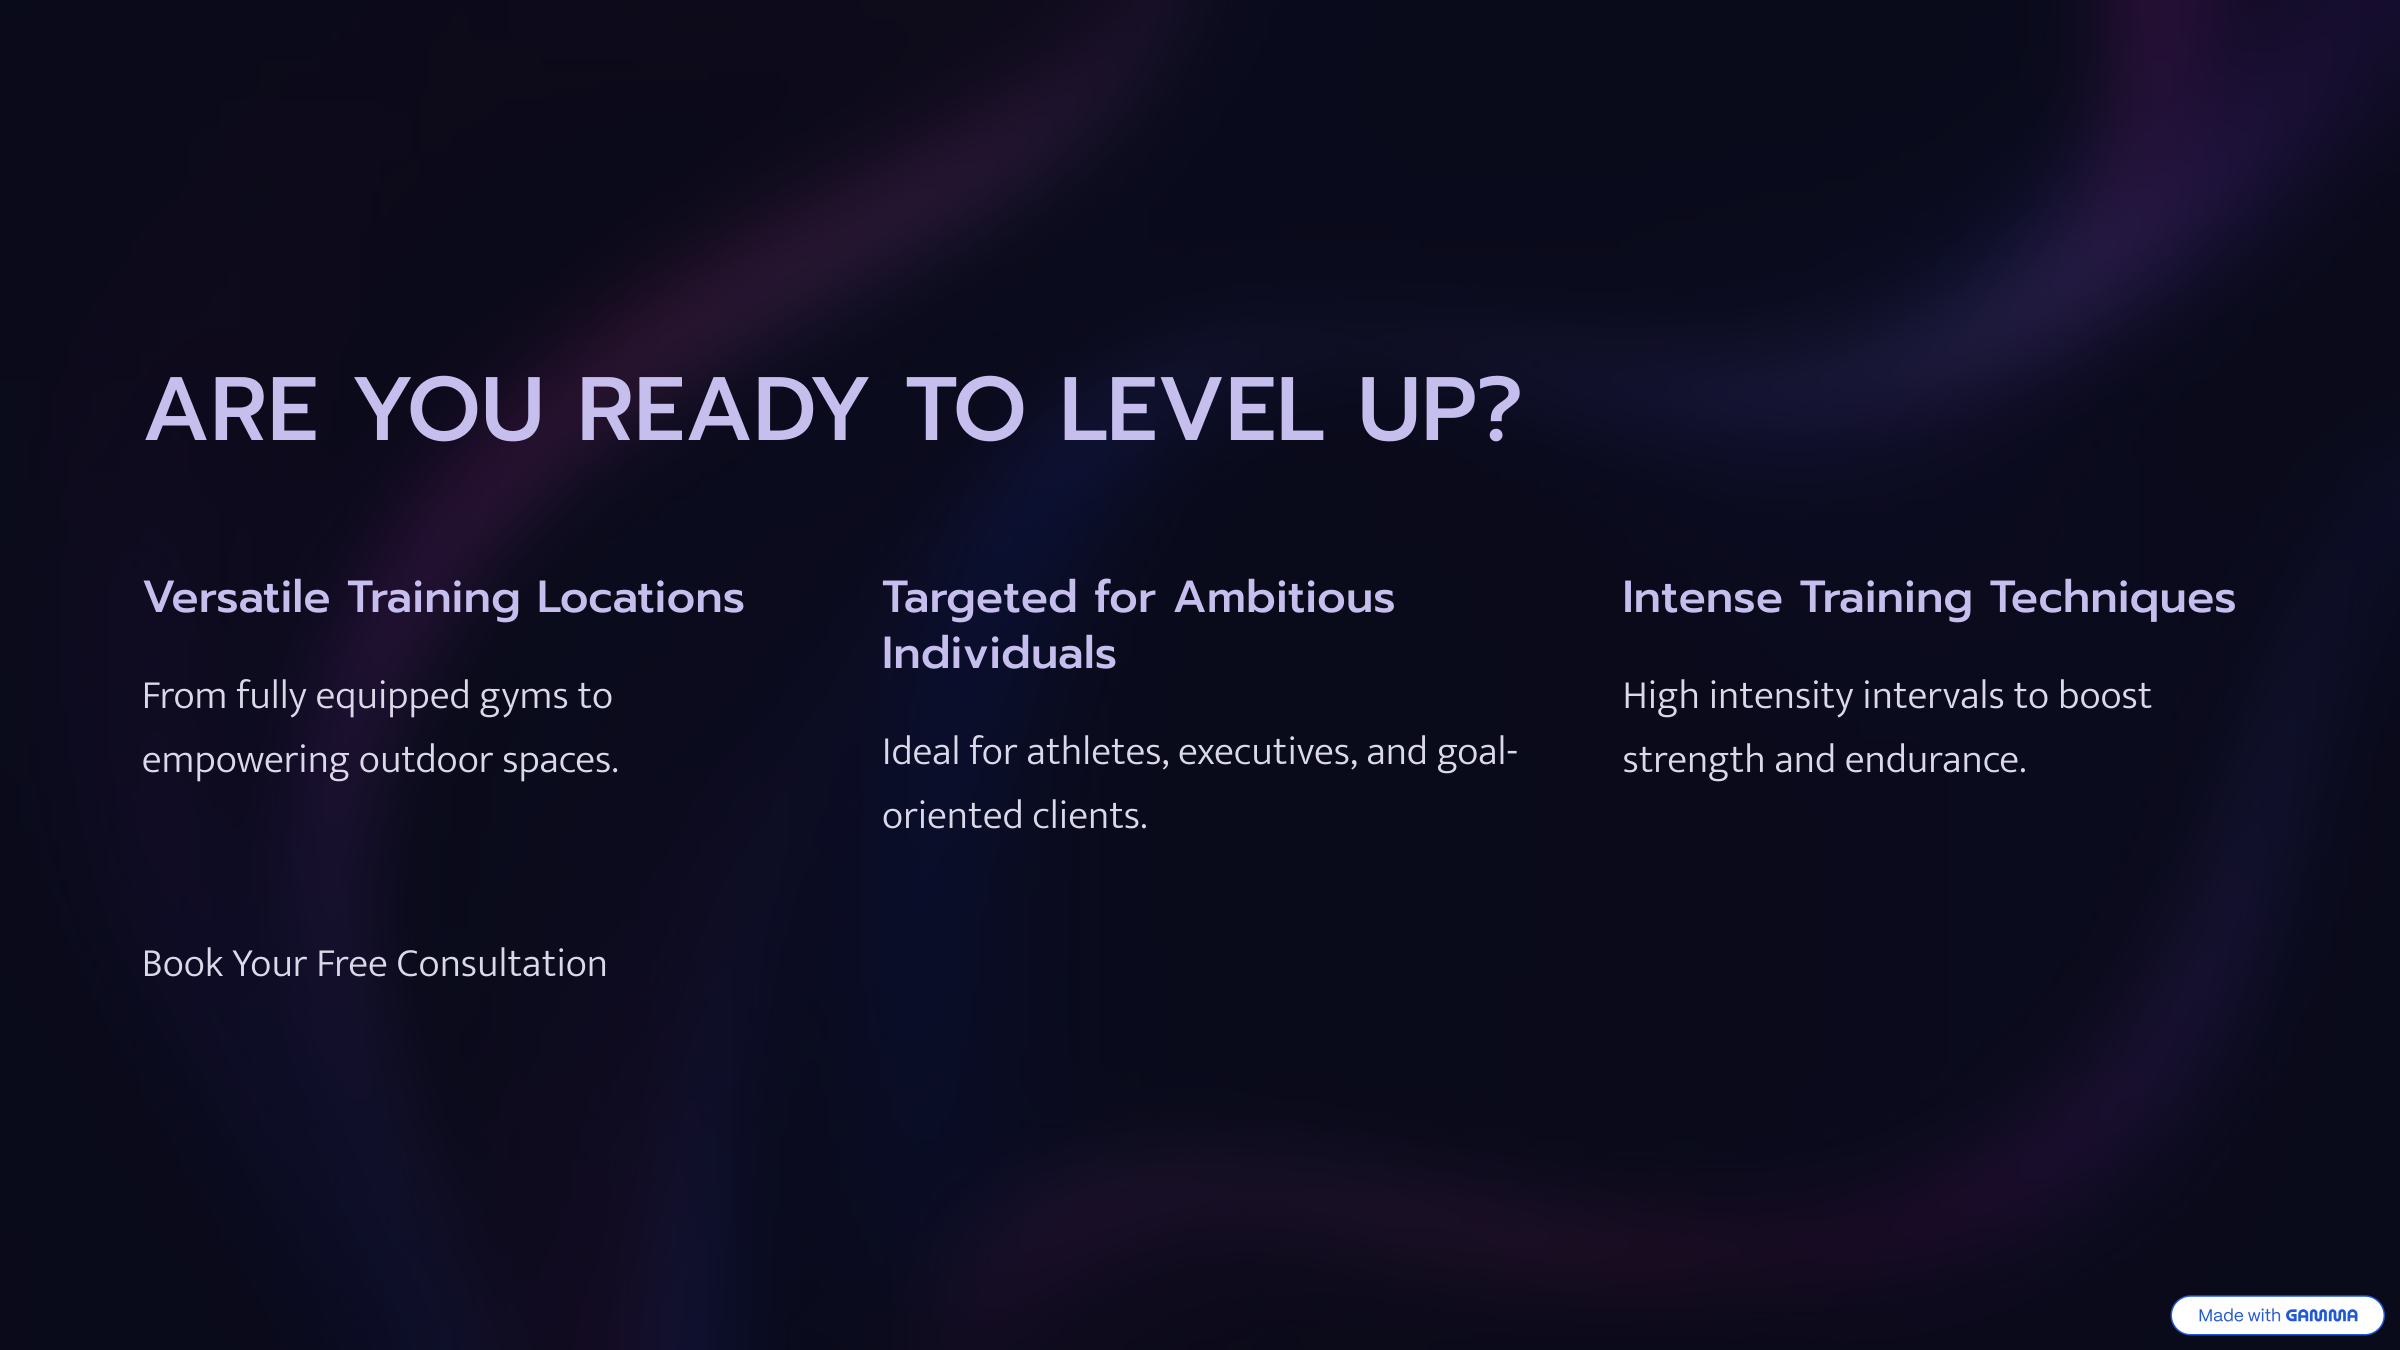 ARE YOU READY TO LEVEL UP?
Versatile Training Locations
From fully equipped gyms to
empowering outdoor spaces.
Targeted for Ambitious
Individuals
Ideal for athletes, executives, and goal-
oriented clients.
Intense Training Techniques
High intensity intervals to boost
strength and endurance.
Book Your Free Consultation
Made with GAMMA